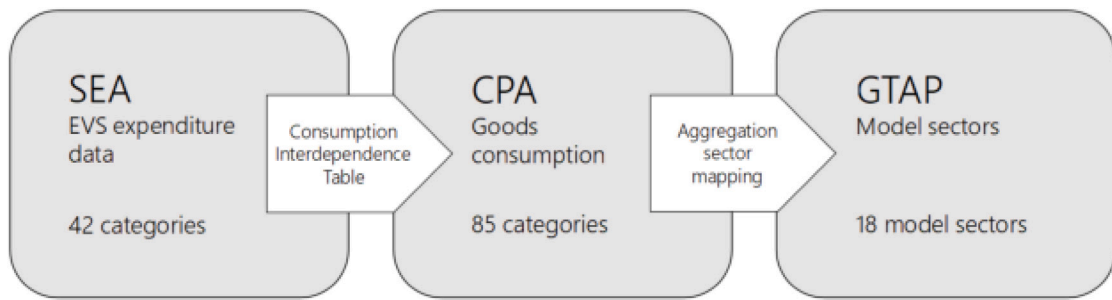 SEA
EVS expenditure
data
42 categories
Consumption
Interdependence
Table
CPA
Goods
consumption
85 categories
Aggregation
sector
mapping
GTAP
Model sectors
18 model sectors